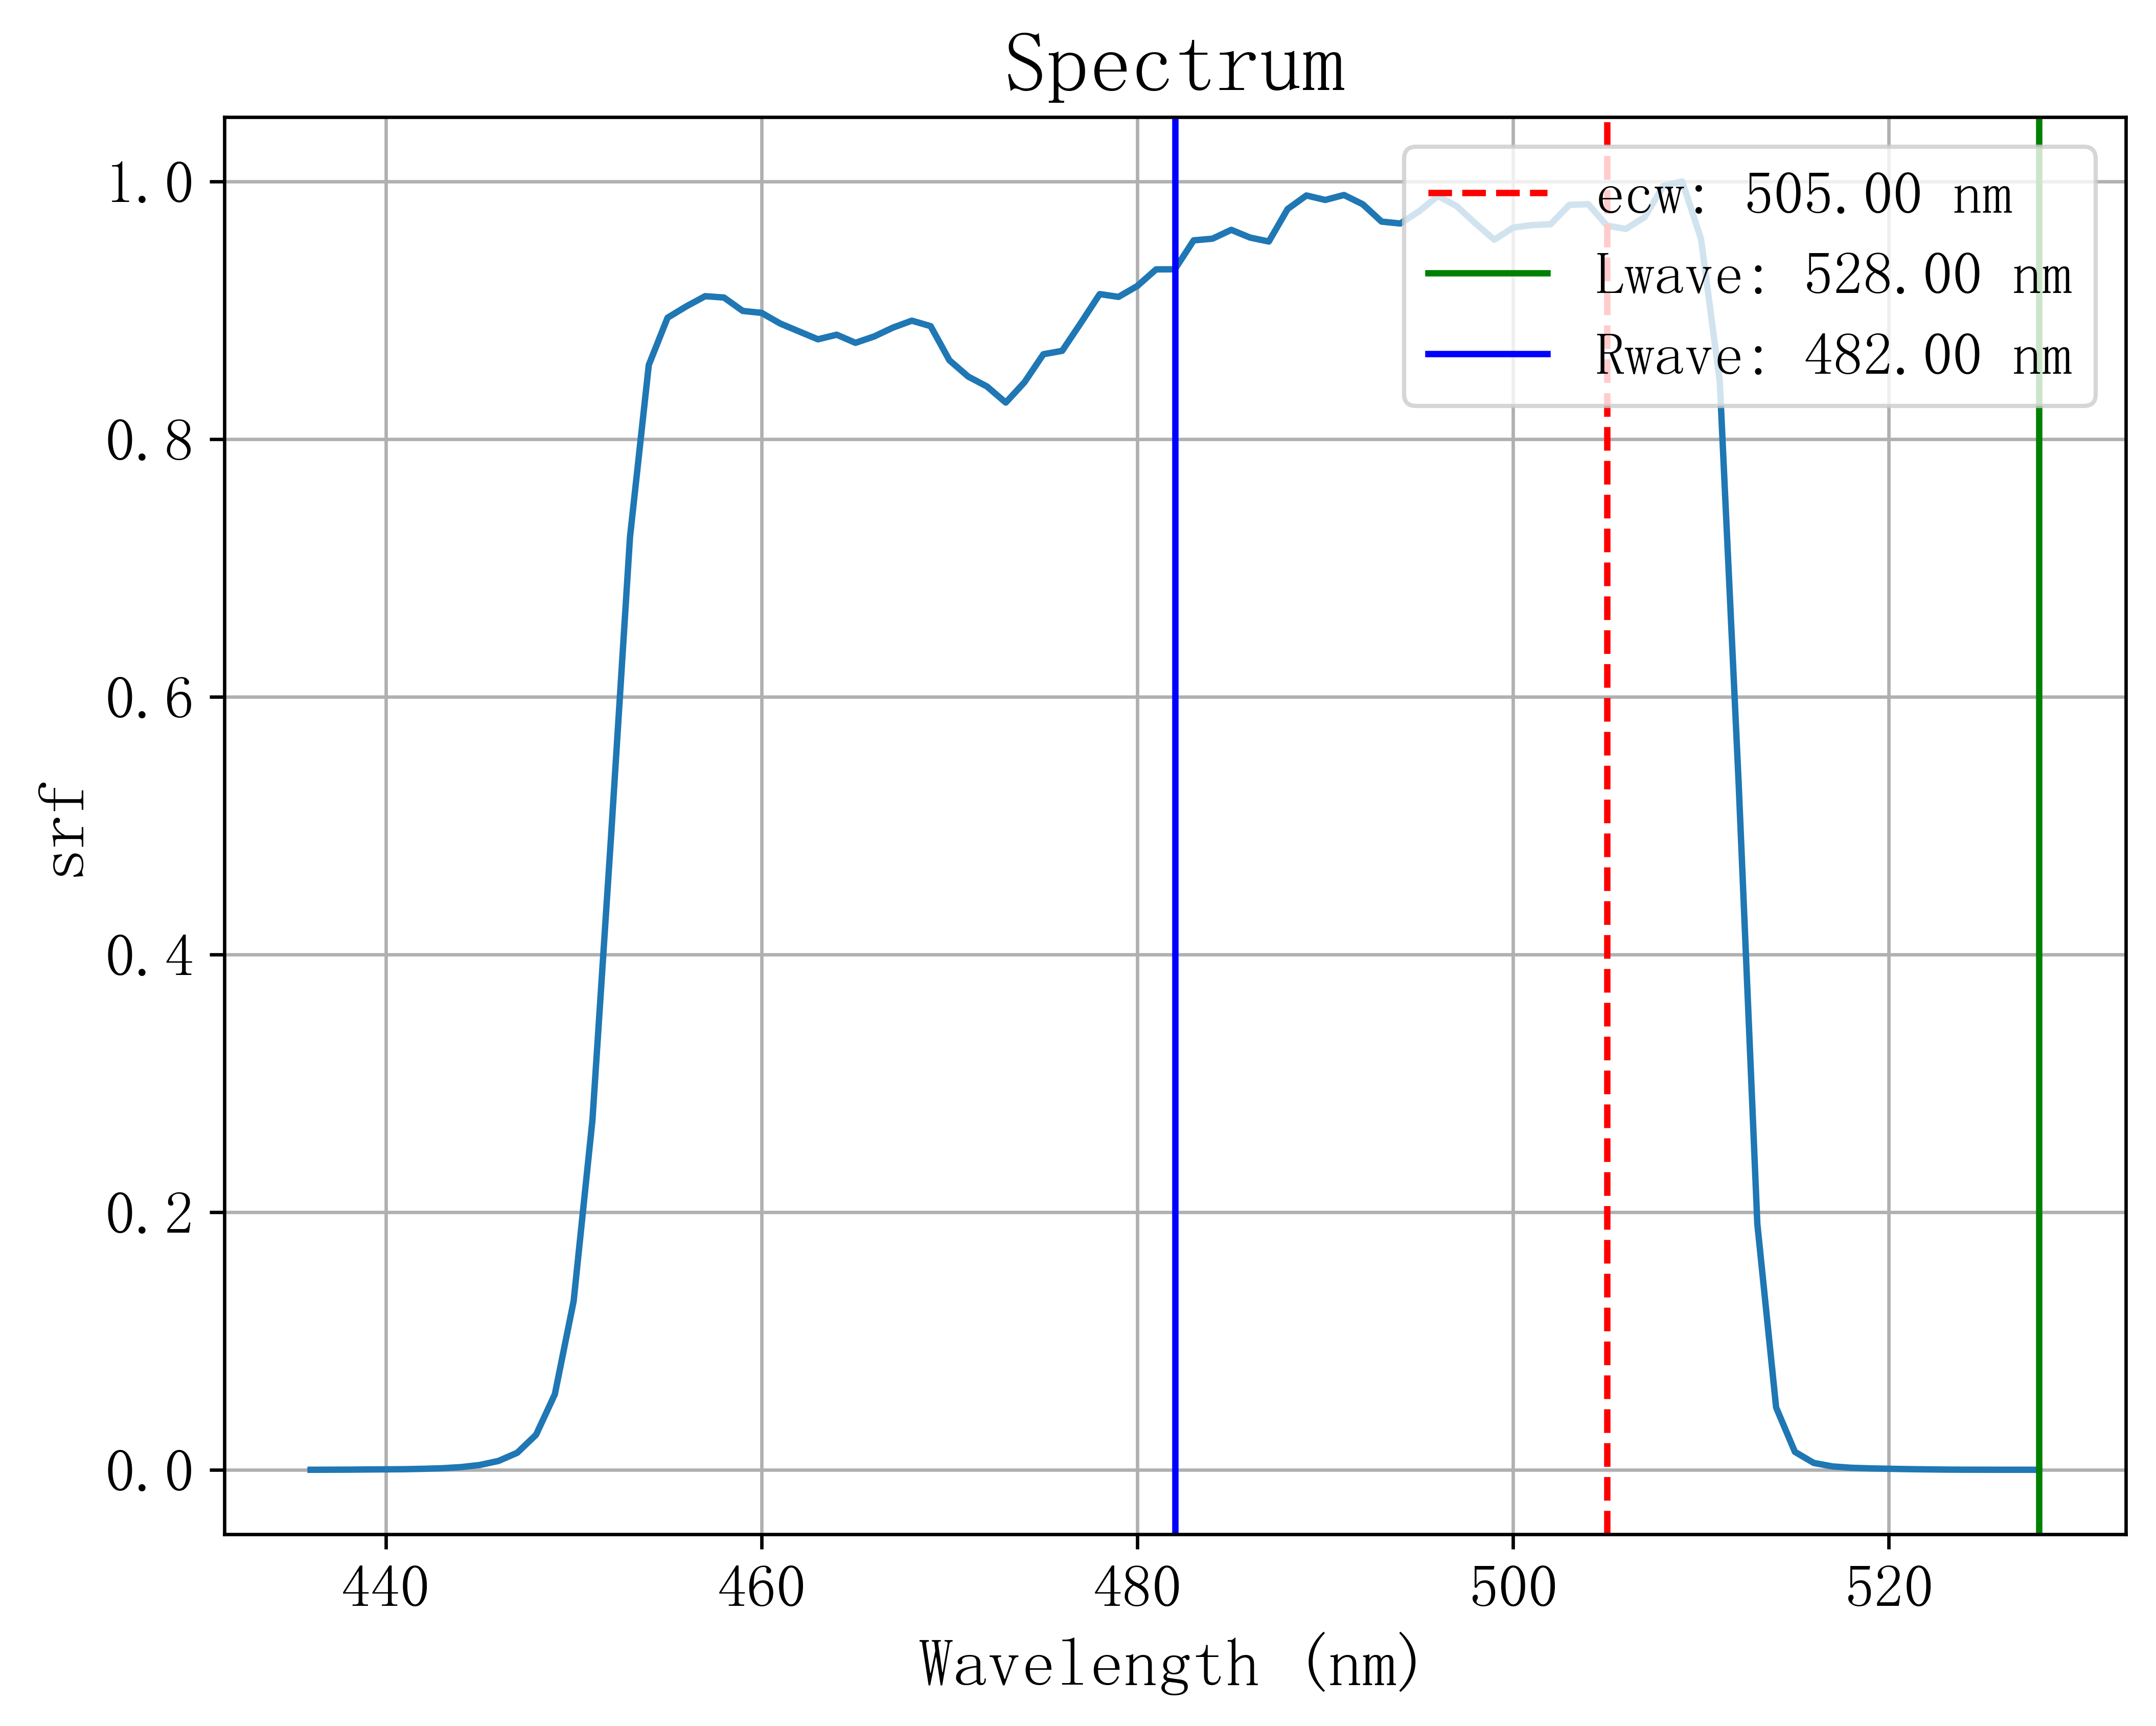 Spectrum
1.0
0.8
0.6
0.4
0.2
0.0
srf
ecw: 505.00 nm
Lwave: 528.00 nm
Rwave: 482.00 nm
440 460 480 500 520
Wavelength (nm)